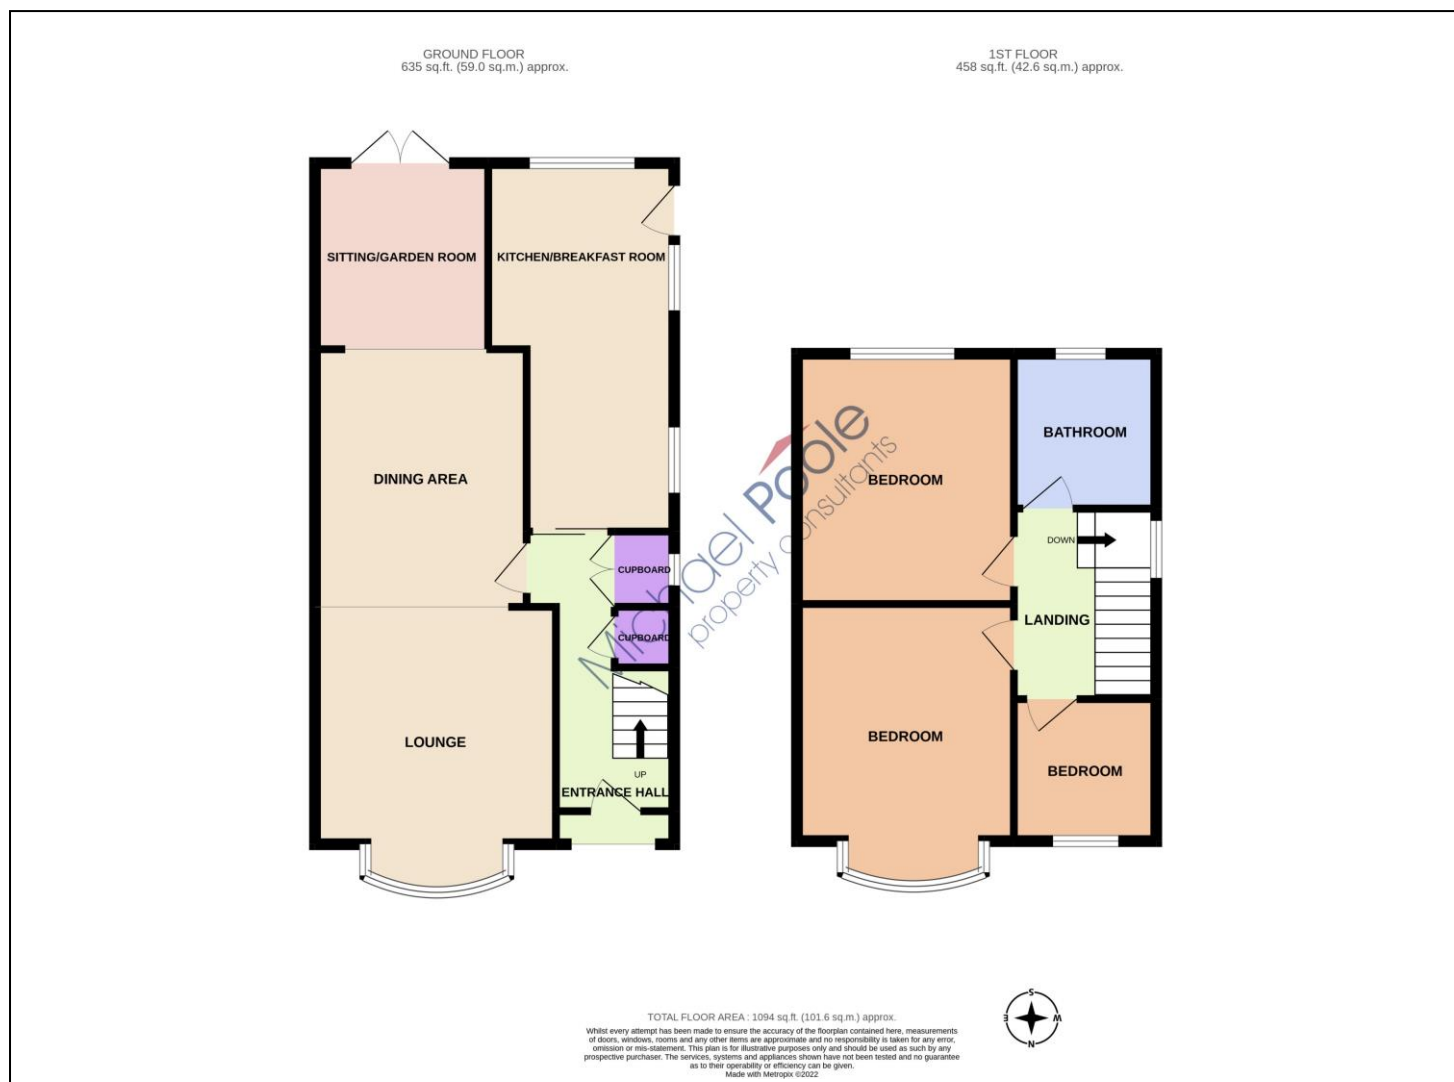 GROUND FLOOR
635 sq.ft. (59.0 sq.m.) approx.
1ST FLOOR
458 sq.ft. (42.6 sq.m.) approx.
SITTING/GARDEN ROOM
KITCHEN/BREAKFAST ROOM
DINING AREA
CUPBOARD
CUPBOARD
LOUNGE
UP
ENTRANCE HALL
BEDROOM
BATHROOM
DOWN
LANDING
BEDROOM
BEDROOM
Michael Poole
property consultants
TOTAL FLOOR AREA : 1094 sq.ft. (101.6 sq.m.) approx.
Whilst every attempt has been made to ensure the accuracy of the floorplan contained here, measurements
of doors, windows, rooms and any other items are approximate and no responsibility is taken for any error,
omission or mis-statement. This plan is for illustrative purposes only and should be used as such by any
prospective purchaser. The services, systems and appliances shown have not been tested and no guarantee
as to their operability or efficiency can be given.
Made with Metropix ©2022
S
E
W
N